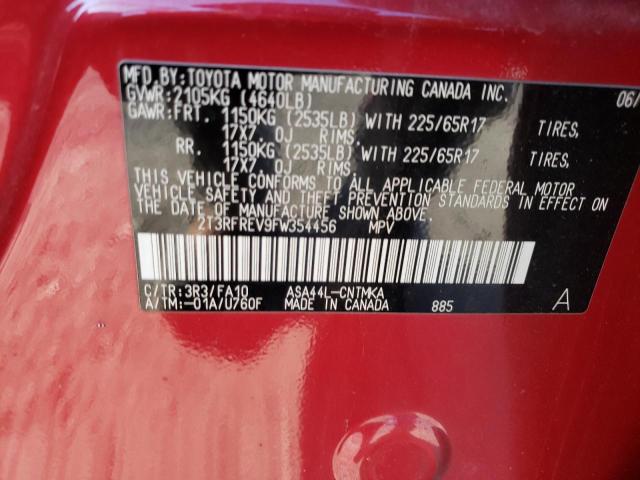 MFD.BY:TOYOTA MOTOR MANUFACTURING CANADA INC. 06/
GVWR:2105KG (4640LB)
GAWR:FRT. 1150KG (2535LB) WITH 225/65R17 TIRES,
17X7 0J RIMS.
RR. 1150KG (2535LB) WITH 225/65R17 TIRES,
17X7 0J RIMS.
THIS VEHICLE CONFORMS TO ALL APPLICABLE FEDERAL MOTOR
VEHICLE SAFETY AND THEFT PREVENTION STANDARDS IN EFFECT ON
THE DATE OF MANUFACTURE SHOWN ABOVE.
2T3RFREV9FW354456 MPV
C/TR:3R3/FA10 ASA44L-CNTMKA
A/TM:-01A/U760F MADE IN CANADA 885 A